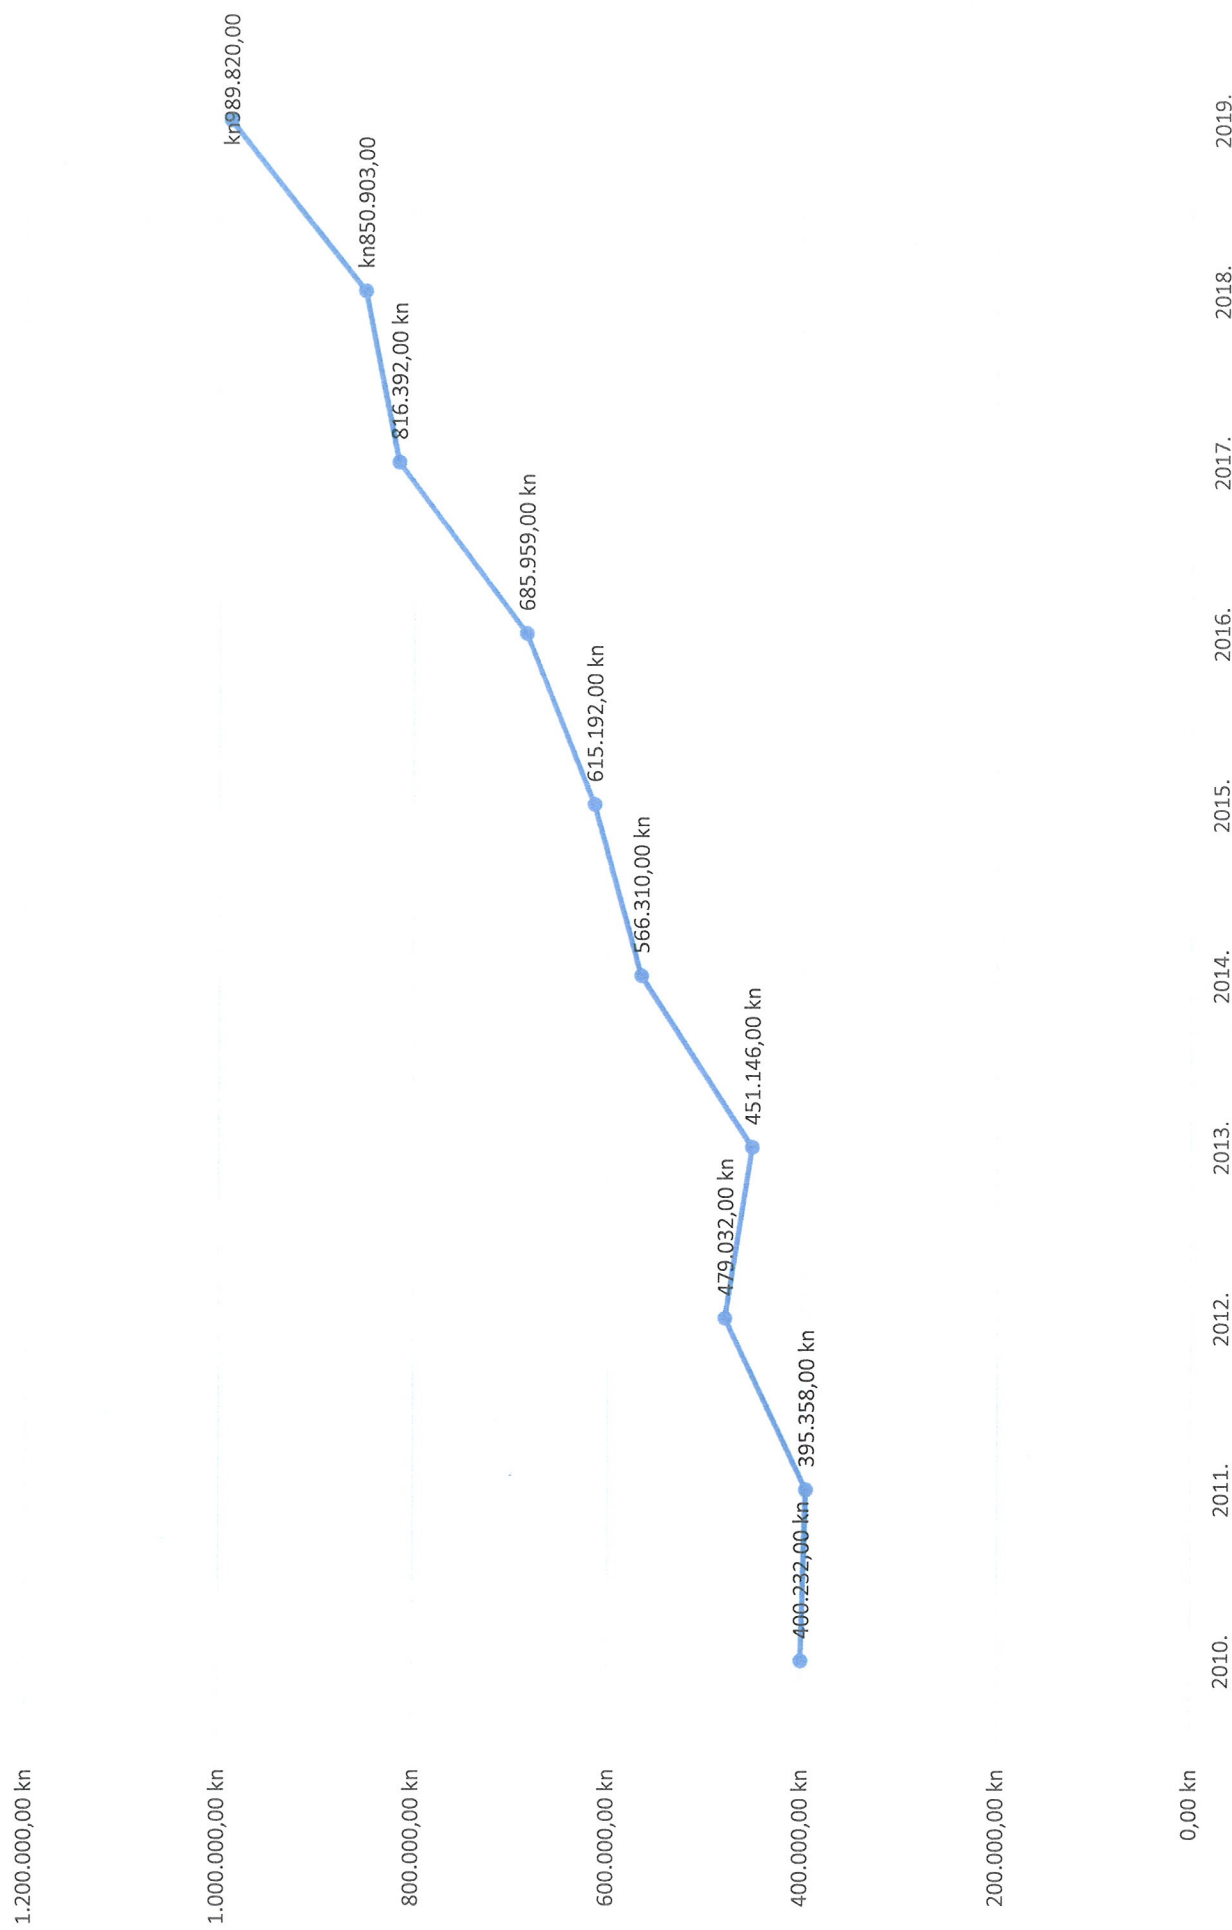 1.200.000,00 kn
1.000.000,00 kn
800.000,00 kn
600.000,00 kn
400.000,00 kn
200.000,00 kn
0,00 kn
400.232,00 kn
395.358,00 kn
479.032,00 kn
451.146,00 kn
566.310,00 kn
615.192,00 kn
685.959,00 kn
816.392,00 kn
kn850.903,00
kn989.820,00
2010.
2011.
2012.
2013.
2014.
2015.
2016.
2017.
2018.
2019.